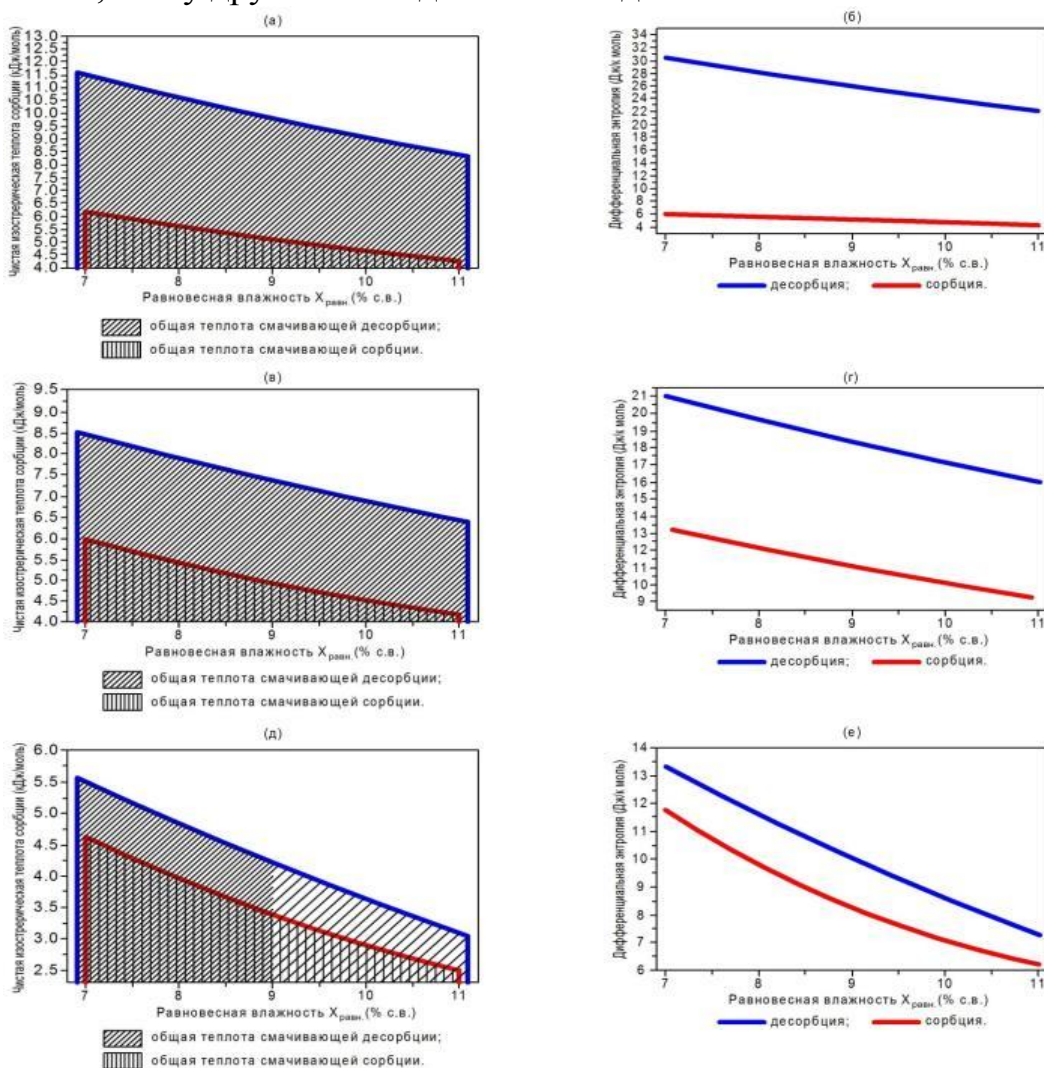 (а)
Чистая изострерическая теплота сорбции (кДж/моль)
13.0
12.5
12.0
11.5
11.0
10.5
10.0
9.5
9.0
8.5
8.0
7.5
7.0
6.5
6.0
5.5
5.0
4.5
4.0
7 8 9 10 11
Равновесная влажность Xравн.(% с.в.)
общая теплота смачивающей десорбции;
общая теплота смачивающей сорбции.
(б)
Дифференциальная энтропия (Дж/к моль)
34
32
30
28
26
24
22
20
18
16
14
12
10
8
6
4
7 8 9 10 11
Равновесная влажность Xравн.(% с.в.)
десорбция; сорбция.
(в)
Чистая изострерическая теплота сорбции (кДж/моль)
9.5
9.0
8.5
8.0
7.5
7.0
6.5
6.0
5.5
5.0
4.5
4.0
7 8 9 10 11
Равновесная влажность Xравн.(% с.в.)
общая теплота смачивающей десорбции;
общая теплота смачивающей сорбции.
(г)
Дифференциальная энтропия (Дж/к моль)
21
20
19
18
17
16
15
14
13
12
11
10
9
7 8 9 10 11
Равновесная влажность Xравн.(% с.в.)
десорбция; сорбция.
(д)
Чистая изострерическая теплота сорбции (кДж/моль)
6.0
5.5
5.0
4.5
4.0
3.5
3.0
2.5
7 8 9 10 11
Равновесная влажность Xравн.(% с.в.)
общая теплота смачивающей десорбции;
общая теплота смачивающей сорбции.
(е)
Дифференциальная энтропия (Дж/к моль)
14
13
12
11
10
9
8
7
6
7 8 9 10 11
Равновесная влажность Xравн.(% с.в.)
десорбция; сорбция.